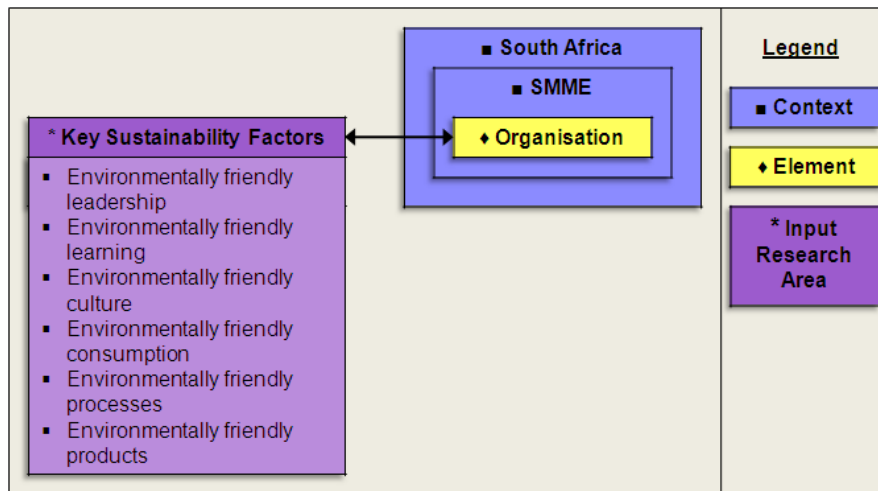 ■ South Africa
■ SMME
♦ Organisation
* Key Sustainability Factors
▪ Environmentally friendly
leadership
▪ Environmentally friendly
learning
▪ Environmentally friendly
culture
▪ Environmentally friendly
consumption
▪ Environmentally friendly
processes
▪ Environmentally friendly
products
Legend
■ Context
♦ Element
* Input
Research
Area